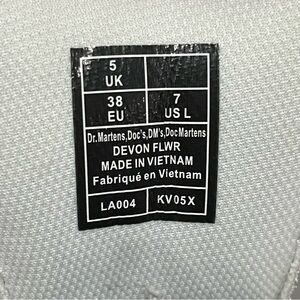 5
UK
38 7
EU US L
Dr.Martens,Doc's,DM's,DocMartens
DEVON FLWR
MADE IN VIETNAM
Fabriqué en Vietnam
LA004 KV05X